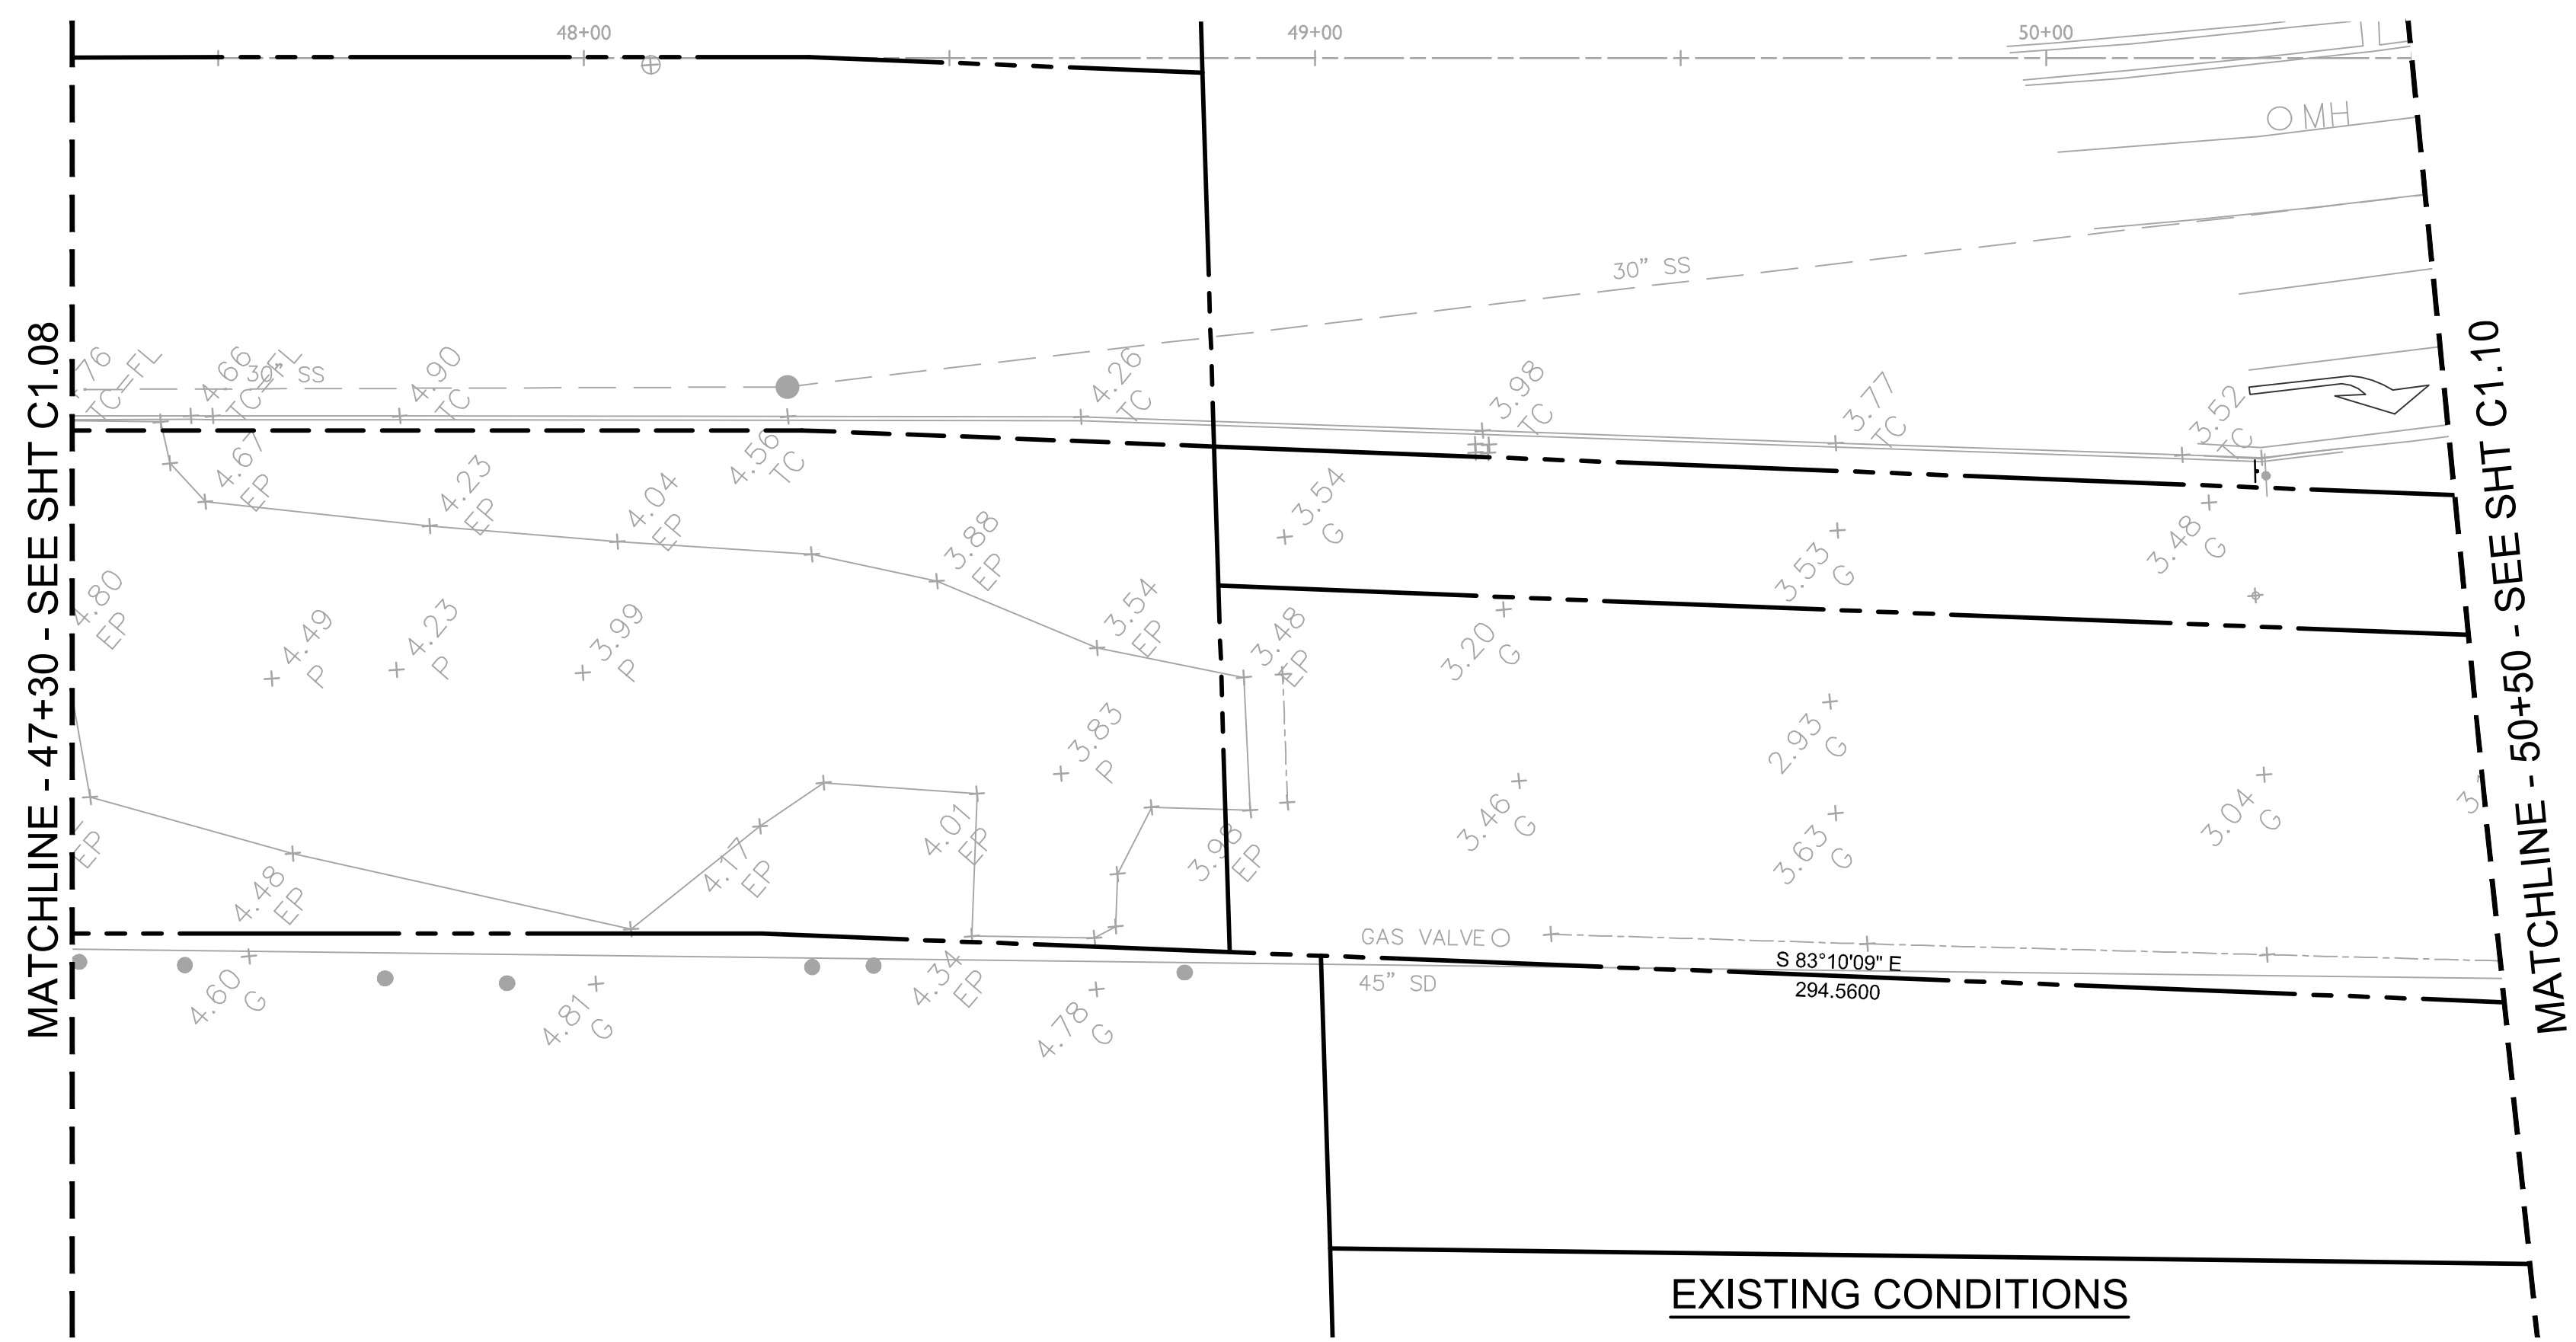 48+00
49+00
50+00
MH
30" SS
MATCHLINE - 47+30 - SEE SHT C1.08
MATCHLINE - 50+50 - SEE SHT C1.10
TC-FL
4.66
TC-FL
30" SS
4.90
TC
4.26
TC
3.98
TC
3.77
TC
3.52
TC
4.67
EP
4.23
EP
4.04
EP
4.56
TC
3.88
EP
3.54
G
3.53
G
3.48
G
4.80
EP
4.49
P
4.23
P
3.99
P
3.54
EP
3.48
EP
3.20
G
3.83
P
2.93
G
EP
4.48
EP
4.17
EP
4.01
EP
3.98
EP
3.46
G
3.63
G
3.04
G
GAS VALVE
4.60
G
4.81
G
4.34
EP
4.78
G
45" SD
S 83°10'09" E
294.5600
EXISTING CONDITIONS